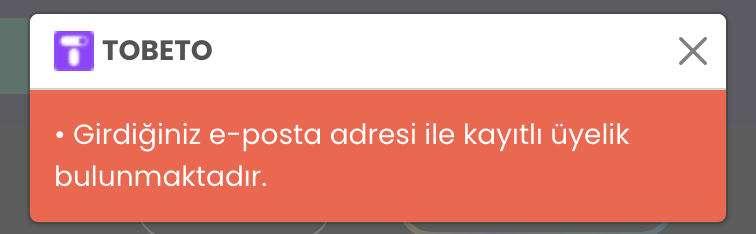 TOBETO
• Girdiğiniz e-posta adresi ile kayıtlı üyelik
bulunmaktadır.